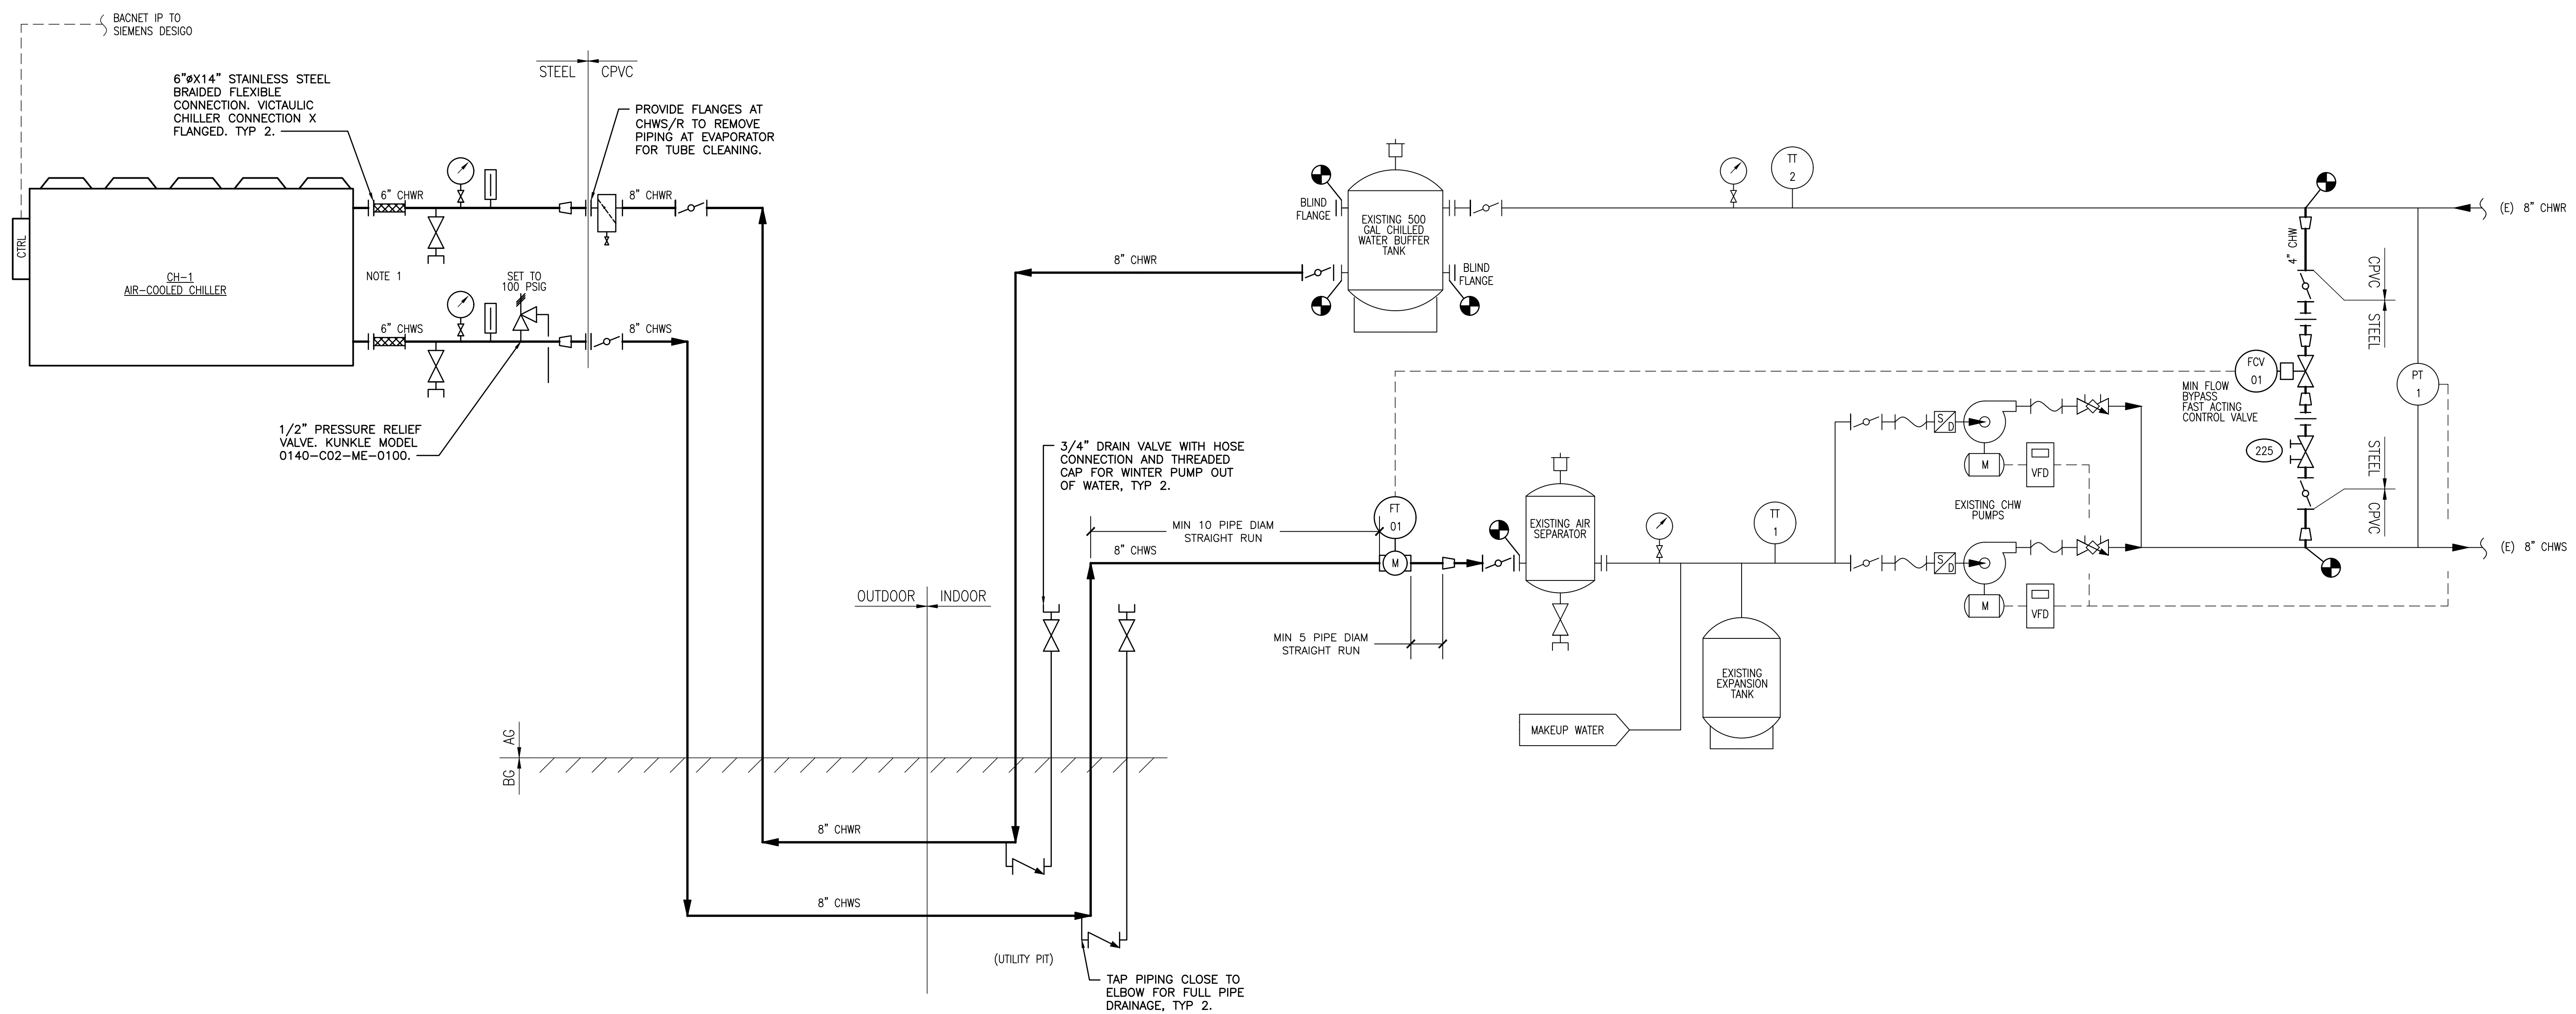 BACNET IP TO
SIEMENS DESIGO
6"øX14" STAINLESS STEEL
BRAIDED FLEXIBLE
CONNECTION. VICTAULIC
CHILLER CONNECTION X
FLANGED. TYP 2.
STEEL
CPVC
PROVIDE FLANGES AT
CHWS/R TO REMOVE
PIPING AT EVAPORATOR
FOR TUBE CLEANING.
CTRL
CH-1
AIR-COOLED CHILLER
6" CHWR
8" CHWR
NOTE 1
SET TO
100 PSIG
6" CHWS
8" CHWS
1/2" PRESSURE RELIEF
VALVE. KUNKLE MODEL
0140-C02-ME-0100.
BLIND
FLANGE
EXISTING 500
GAL CHILLED
WATER BUFFER
TANK
BLIND
FLANGE
8" CHWR
TT
2
(E) 8" CHWR
4" CHW
CPVC
STEEL
FCV
01
MIN FLOW
BYPASS
FAST ACTING
CONTROL VALVE
PT
1
225
STEEL
CPVC
(E) 8" CHWS
3/4" DRAIN VALVE WITH HOSE
CONNECTION AND THREADED
CAP FOR WINTER PUMP OUT
OF WATER, TYP 2.
MIN 10 PIPE DIAM
STRAIGHT RUN
8" CHWS
FT
01
M
MIN 5 PIPE DIAM
STRAIGHT RUN
EXISTING AIR
SEPARATOR
TT
1
S/D
M
VFD
EXISTING CHW
PUMPS
S/D
M
VFD
EXISTING
EXPANSION
TANK
MAKEUP WATER
OUTDOOR
INDOOR
AG
BG
8" CHWR
8" CHWS
(UTILITY PIT)
TAP PIPING CLOSE TO
ELBOW FOR FULL PIPE
DRAINAGE, TYP 2.